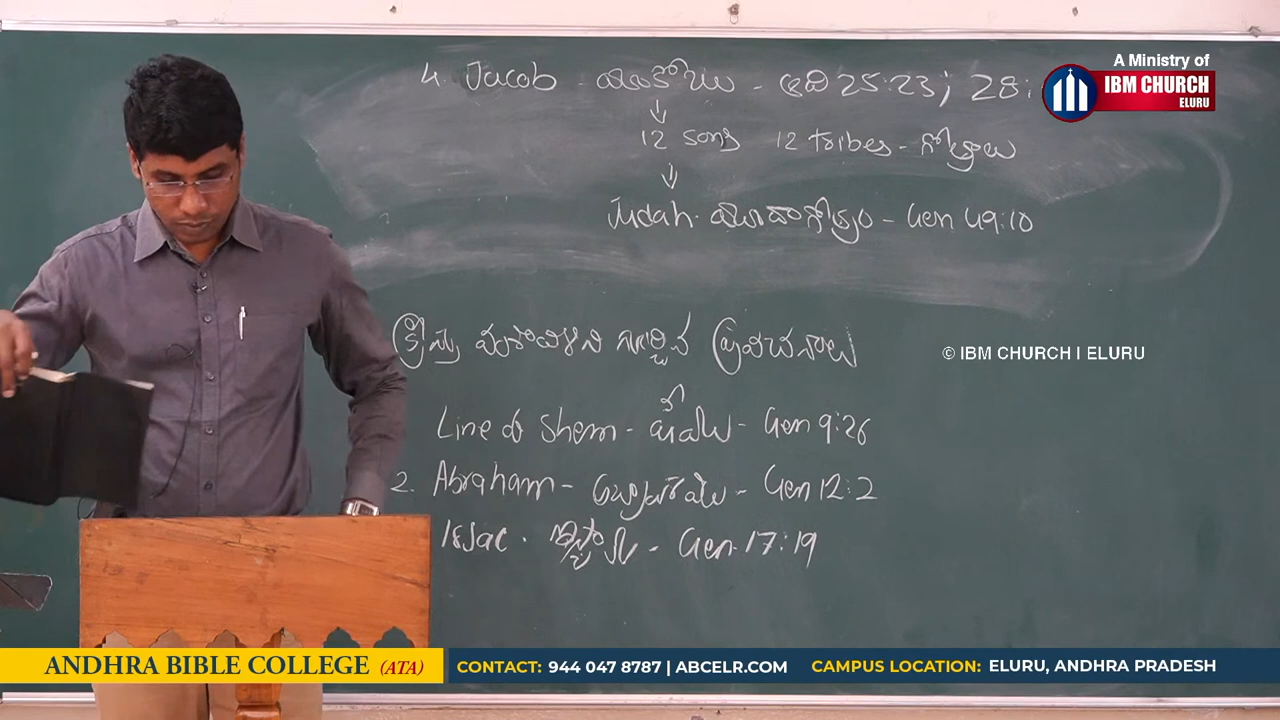 4. Jacob - యాకోబు - ఆది 25:23; 28:
12 sons 12 tribes - గోత్రాలు
Judah - యూదాగోత్రం - Gen 49:10
క్రీస్తు వంశావళిని గూర్చిన ప్రవచనాలు
Line of Shem - షేము - Gen 9:26
2. Abraham - అబ్రాహాము - Gen 12:2
Issac - ఇస్సాకు - Gen. 17:19
A Ministry of
IBM CHURCH
ELURU
© IBM CHURCH I ELURU
ANDHRA BIBLE COLLEGE (ATA)
CONTACT: 944 047 8787 | ABCELR.COM CAMPUS LOCATION: ELURU, ANDHRA PRADESH